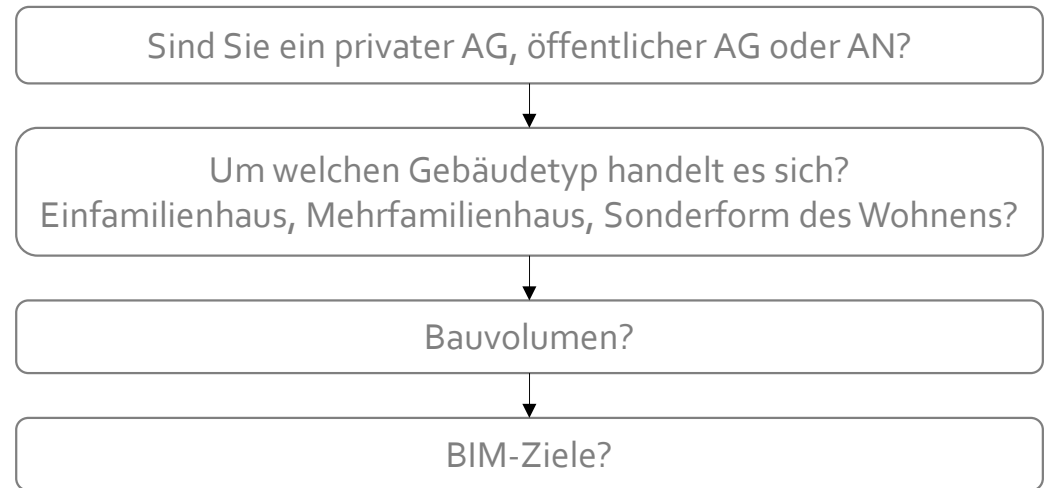 Sind Sie ein privater AG, öffentlicher AG oder AN?
Um welchen Gebäudetyp handelt es sich?
Einfamilienhaus, Mehrfamilienhaus, Sonderform des Wohnens?
Bauvolumen?
BIM-Ziele?